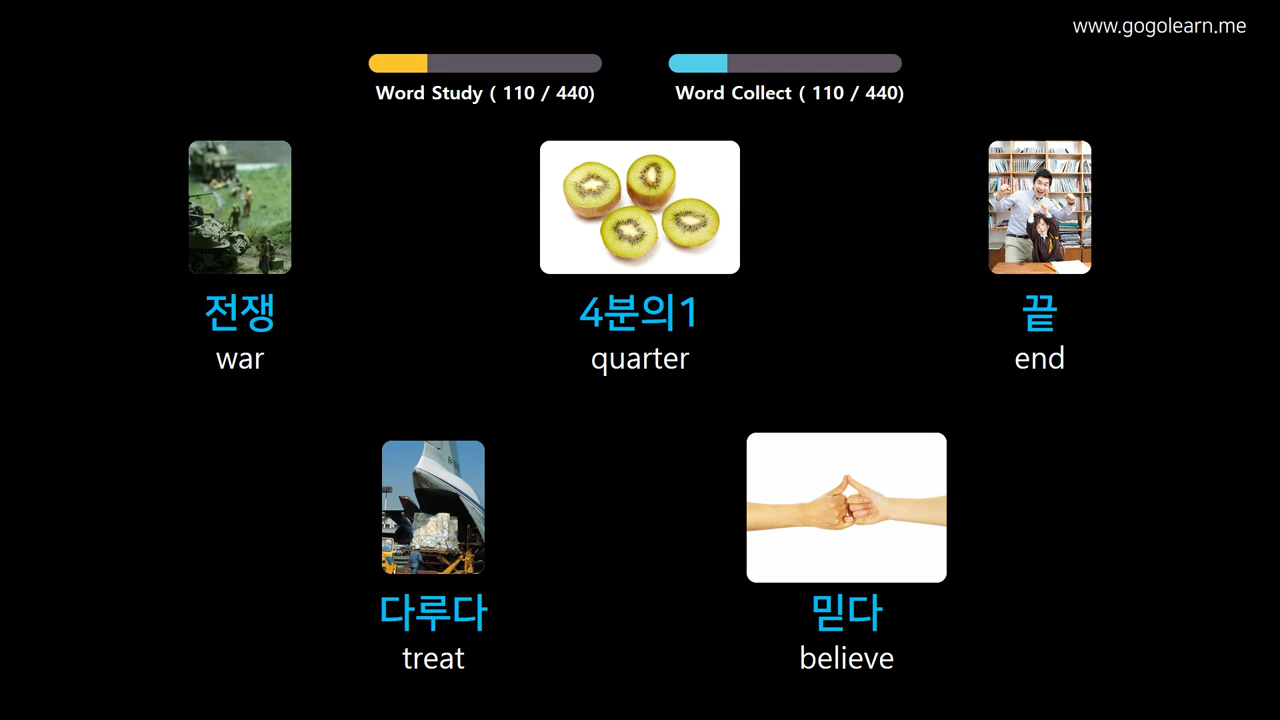 www.gogolearn.me
Word Study ( 110 / 440)
Word Collect ( 110 / 440)
전쟁
war
4분의1
quarter
끝
end
다루다
treat
믿다
believe